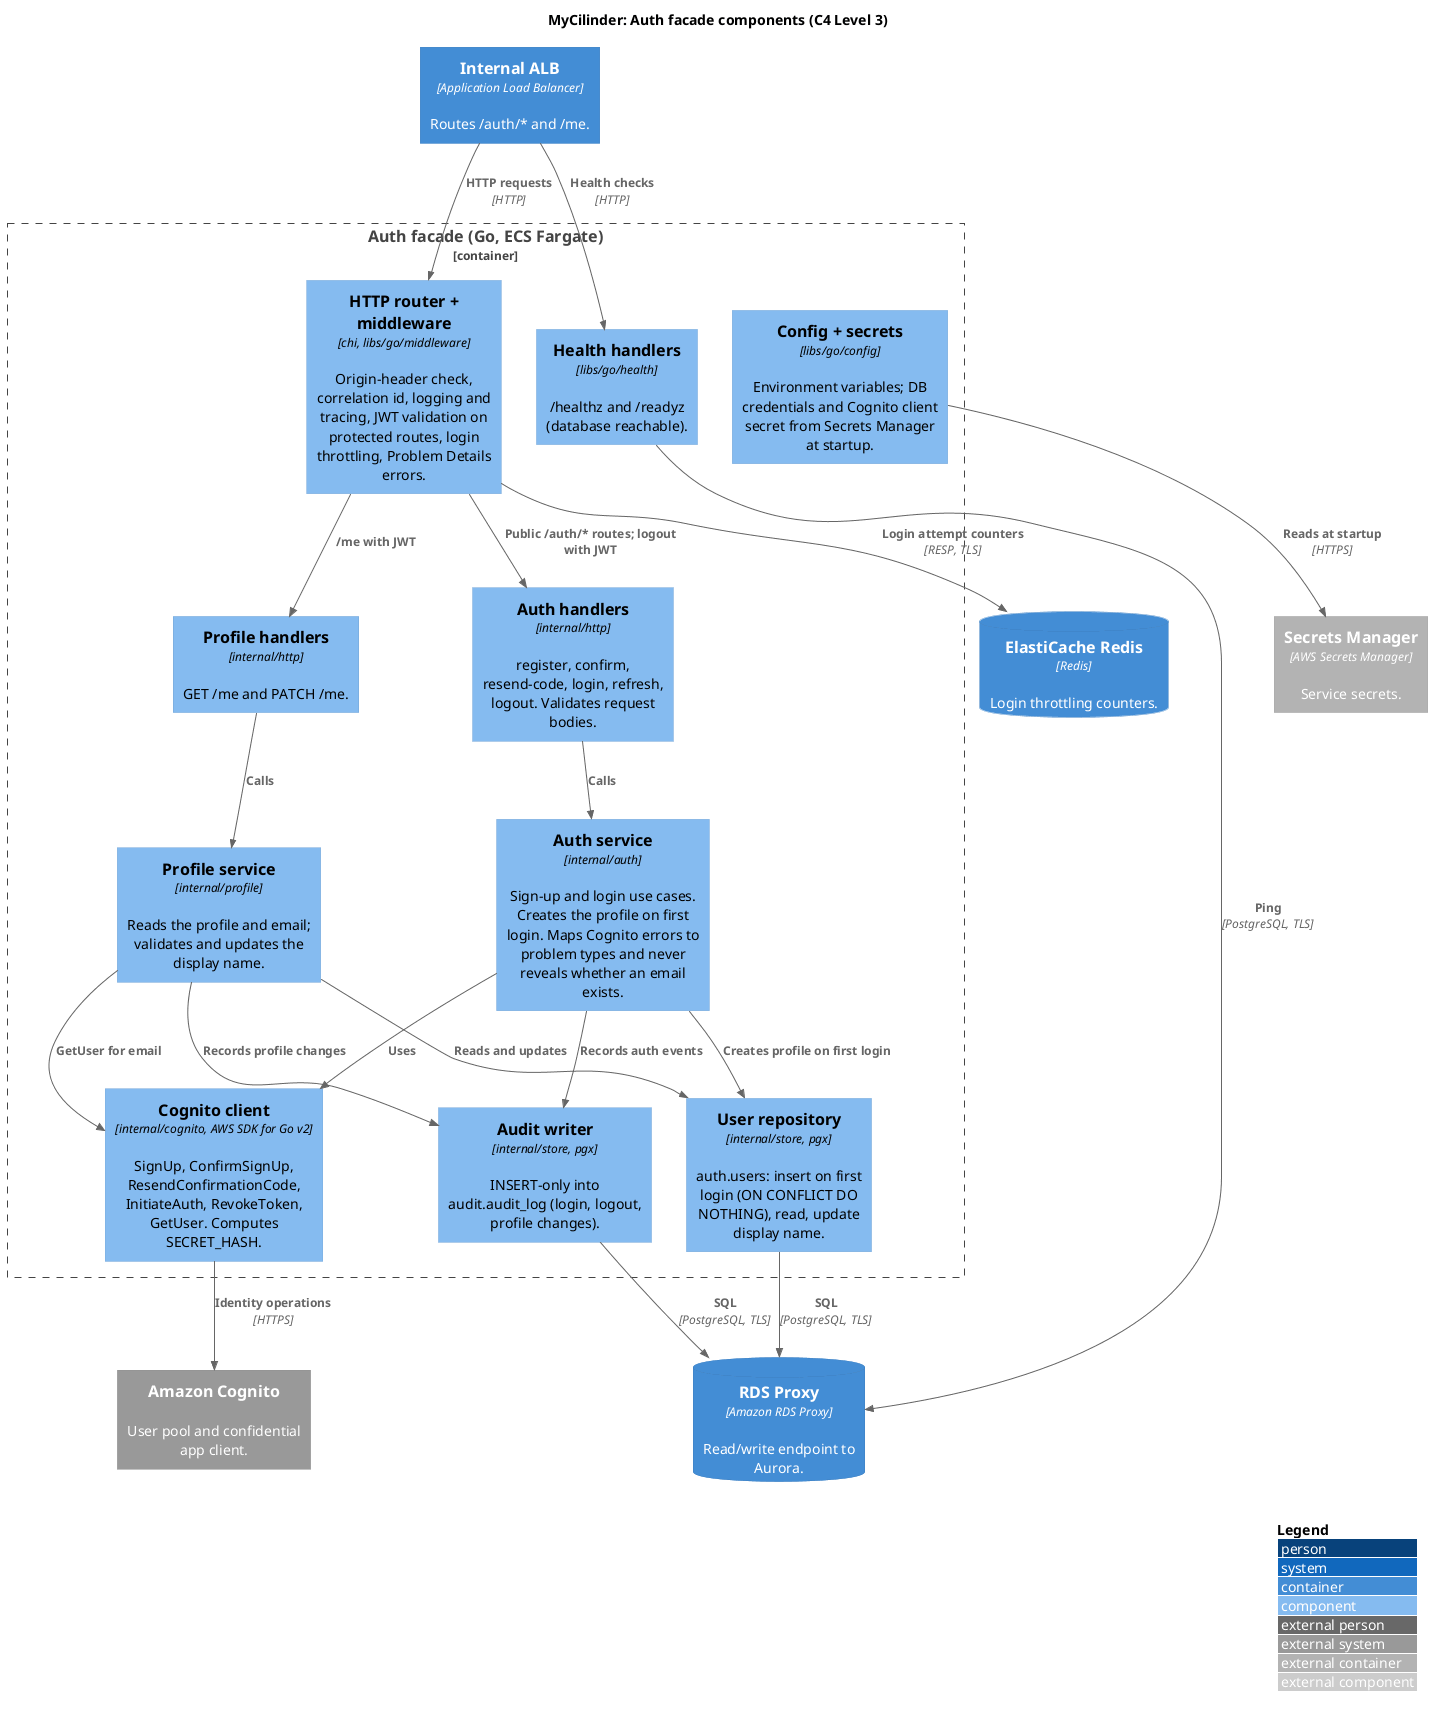 MyCilinder: Auth facade components (C4 Level 3)
Internal ALB
[Application Load Balancer]
Routes /auth/* and /me.
HTTP requests
[HTTP]
Health checks
[HTTP]
Auth facade (Go, ECS Fargate)
[container]
HTTP router +
middleware
[chi, libs/go/middleware]
Origin-header check,
correlation id, logging and
tracing, JWT validation on
protected routes, login
throttling, Problem Details
errors.
Health handlers
[libs/go/health]
/healthz and /readyz
(database reachable).
Config + secrets
[libs/go/config]
Environment variables; DB
credentials and Cognito client
secret from Secrets Manager
at startup.
/me with JWT
Public /auth/* routes; logout
with JWT
Login attempt counters
[RESP, TLS]
Reads at startup
[HTTPS]
Profile handlers
[internal/http]
GET /me and PATCH /me.
Auth handlers
[internal/http]
register, confirm,
resend-code, login, refresh,
logout. Validates request
bodies.
ElastiCache Redis
[Redis]
Login throttling counters.
Secrets Manager
[AWS Secrets Manager]
Service secrets.
Calls
Calls
Profile service
[internal/profile]
Reads the profile and email;
validates and updates the
display name.
Auth service
[internal/auth]
Sign-up and login use cases.
Creates the profile on first
login. Maps Cognito errors to
problem types and never
reveals whether an email
exists.
Ping
[PostgreSQL, TLS]
GetUser for email
Records profile changes
Uses
Reads and updates
Records auth events
Creates profile on first login
Cognito client
[internal/cognito, AWS SDK for Go v2]
SignUp, ConfirmSignUp,
ResendConfirmationCode,
InitiateAuth, RevokeToken,
GetUser. Computes
SECRET_HASH.
Audit writer
[internal/store, pgx]
INSERT-only into
audit.audit_log (login, logout,
profile changes).
User repository
[internal/store, pgx]
auth.users: insert on first
login (ON CONFLICT DO
NOTHING), read, update
display name.
Identity operations
[HTTPS]
SQL
[PostgreSQL, TLS]
SQL
[PostgreSQL, TLS]
Amazon Cognito
User pool and confidential
app client.
RDS Proxy
[Amazon RDS Proxy]
Read/write endpoint to
Aurora.
Legend
person
system
container
component
external person
external system
external container
external component